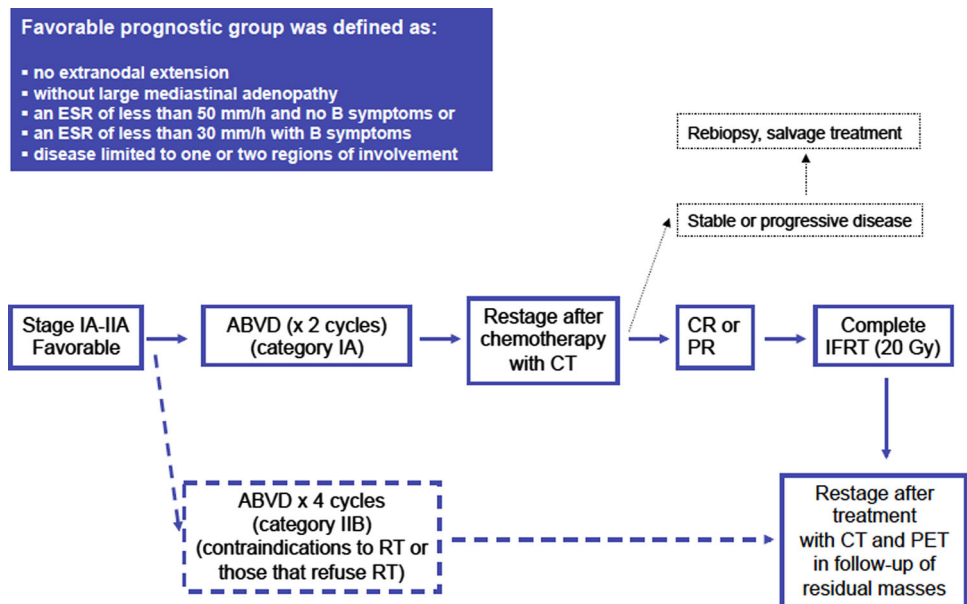 Favorable prognostic group was defined as:
▪ no extranodal extension
▪ without large mediastinal adenopathy
▪ an ESR of less than 50 mm/h and no B symptoms or
▪ an ESR of less than 30 mm/h with B symptoms
▪ disease limited to one or two regions of involvement
Rebiopsy, salvage treatment
Stable or progressive disease
Stage IA-IIA
Favorable
ABVD (x 2 cycles)
(category IA)
Restage after
chemotherapy
with CT
CR or
PR
Complete
IFRT (20 Gy)
ABVD x 4 cycles
(category IIB)
(contraindications to RT or
those that refuse RT)
Restage after
treatment
with CT and PET
in follow-up of
residual masses